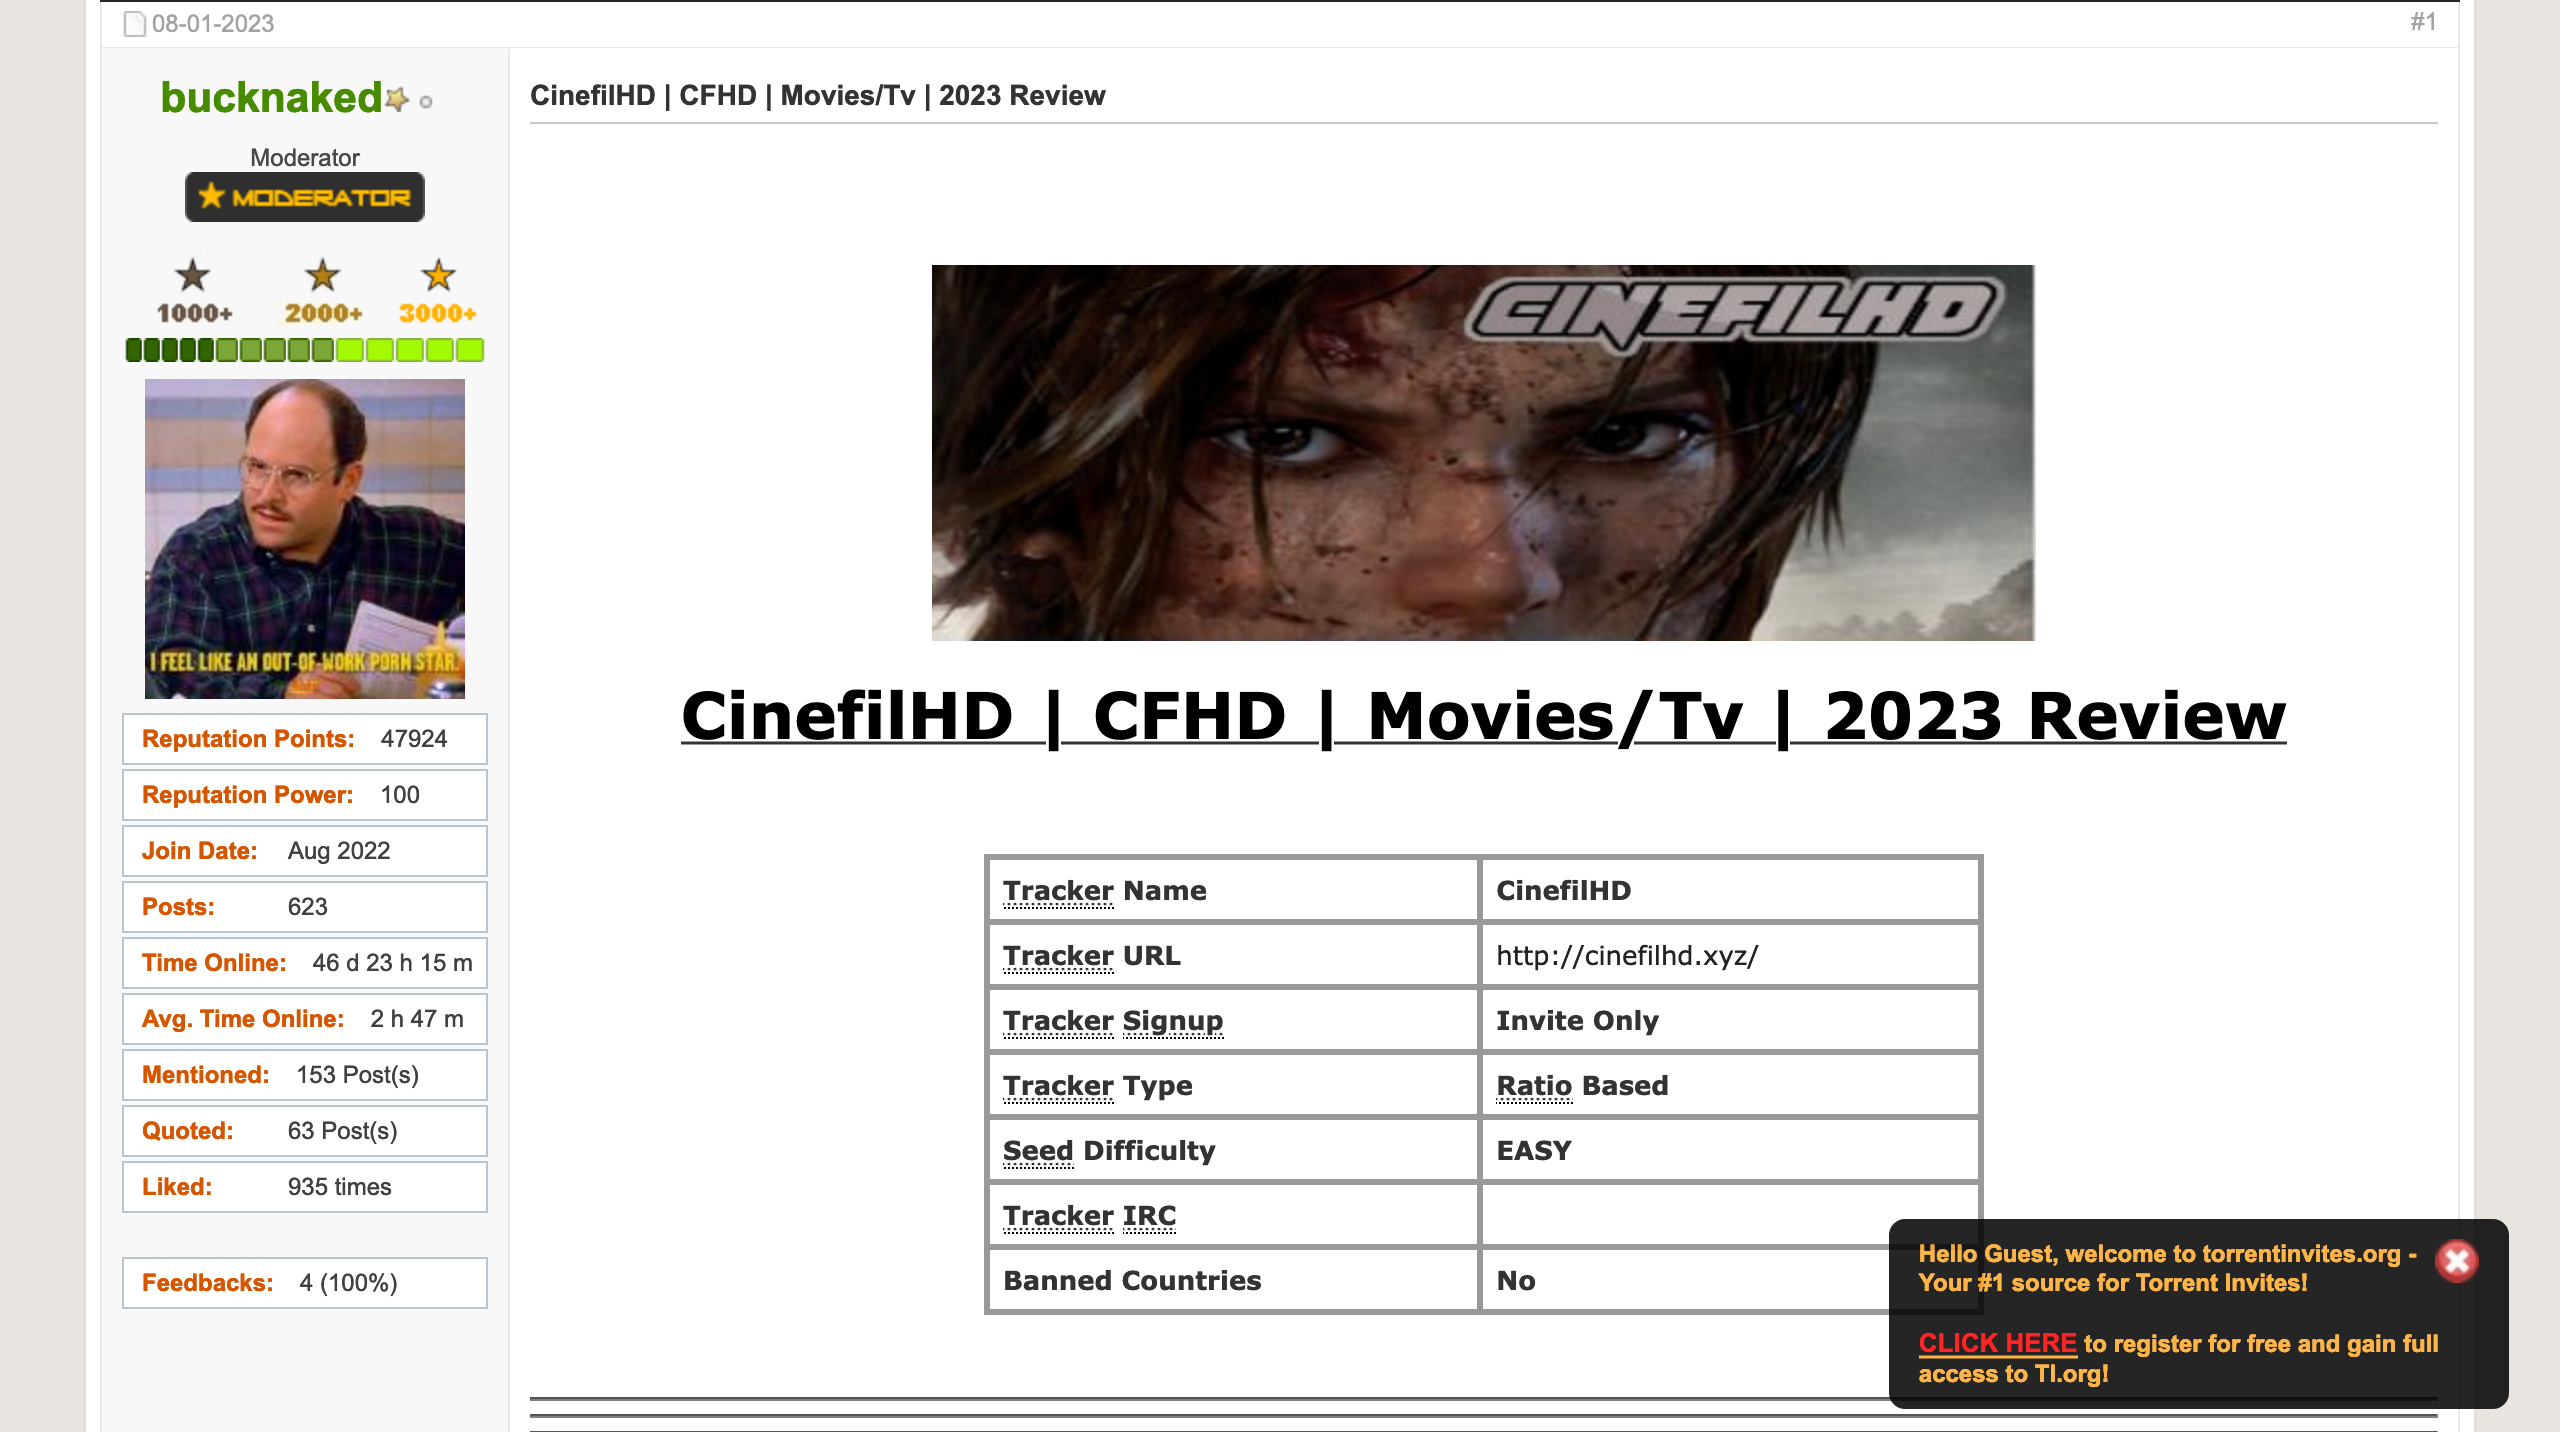 08-01-2023
#1
bucknaked
Moderator
MODERATOR
1000+ 2000+ 3000+
I FEEL LIKE AN OUT-OF-WORK PORN STAR.
Reputation Points: 47924
Reputation Power: 100
Join Date: Aug 2022
Posts: 623
Time Online: 46 d 23 h 15 m
Avg. Time Online: 2 h 47 m
Mentioned: 153 Post(s)
Quoted: 63 Post(s)
Liked: 935 times
Feedbacks: 4 (100%)
CinefilHD | CFHD | Movies/Tv | 2023 Review
CINEFILHD
CinefilHD | CFHD | Movies/Tv | 2023 Review
Tracker Name CinefilHD
Tracker URL http://cinefilhd.xyz/
Tracker Signup Invite Only
Tracker Type Ratio Based
Seed Difficulty EASY
Tracker IRC
Banned Countries No
Hello Guest, welcome to torrentinvites.org -
Your #1 source for Torrent Invites!
CLICK HERE to register for free and gain full
access to TI.org!